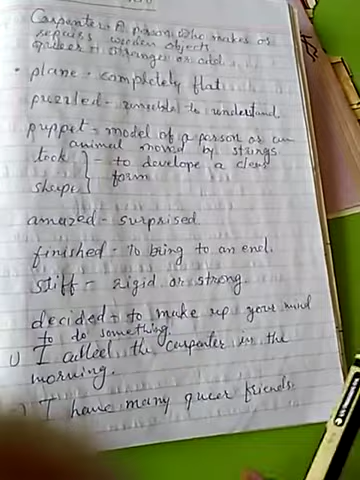 Carpenter - A person who makes or
repairs wooden objects
queer - strange or odd
• plane - completely flat
puzzled - unable to understand
puppet - model of a person or an
animal moved by strings
took } - to develop a clear
shape } form
amazed - surprised.
finished - To bring to an end.
stiff - rigid or strong.
decided - to make up your mind
to do something.
1) I called the carpenter in the
morning.
) I have many queer friends.